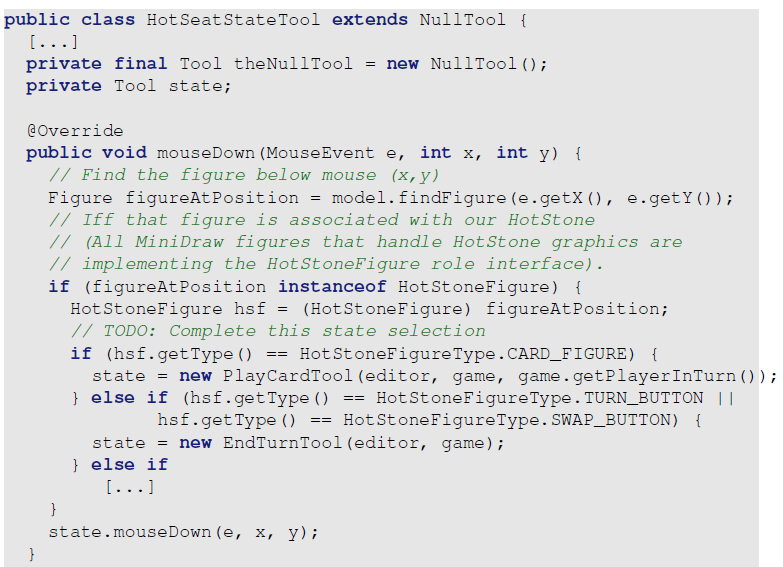 public class HotSeatStateTool extends NullTool {
[...]
private final Tool theNullTool = new NullTool();
private Tool state;
@Override
public void mouseDown(MouseEvent e, int x, int y) {
// Find the figure below mouse (x,y)
Figure figureAtPosition = model.findFigure(e.getX(), e.getY());
// Iff that figure is associated with our HotStone
// (All MiniDraw figures that handle HotStone graphics are
// implementing the HotStoneFigure role interface).
if (figureAtPosition instanceof HotStoneFigure) {
HotStoneFigure hsf = (HotStoneFigure) figureAtPosition;
// TODO: Complete this state selection
if (hsf.getType() == HotStoneFigureType.CARD_FIGURE) {
state = new PlayCardTool(editor, game, game.getPlayerInTurn());
} else if (hsf.getType() == HotStoneFigureType.TURN_BUTTON ||
hsf.getType() == HotStoneFigureType.SWAP_BUTTON) {
state = new EndTurnTool(editor, game);
} else if
[...]
}
state.mouseDown(e, x, y);
}